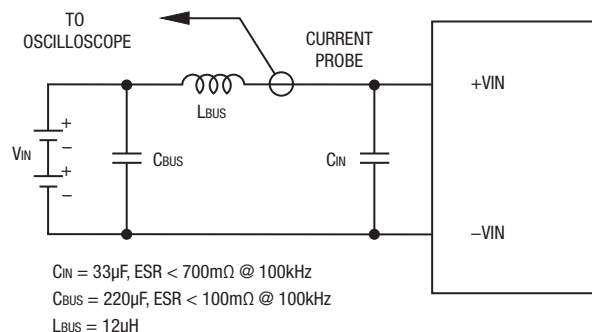 TO
OSCILLOSCOPE
CURRENT
PROBE
+VIN
LBUS
VIN
+
−
+
−
CBUS
CIN
−VIN
CIN = 33µF, ESR < 700mΩ @ 100kHz
CBUS = 220µF, ESR < 100mΩ @ 100kHz
LBUS = 12µH